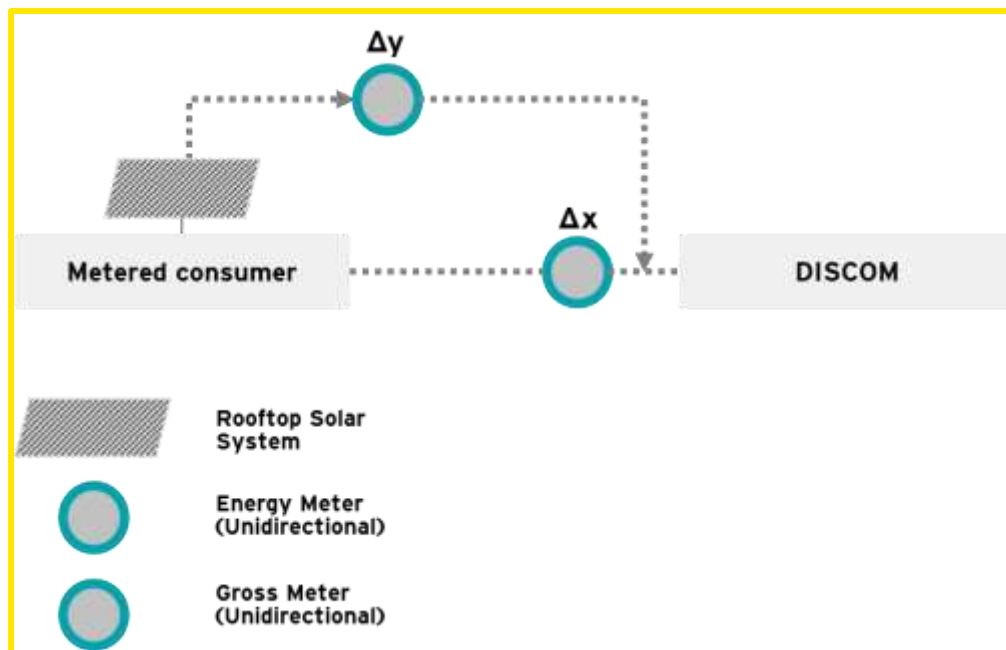 Δy
Δx
Metered consumer
DISCOM
Rooftop Solar
System
Energy Meter
(Unidirectional)
Gross Meter
(Unidirectional)